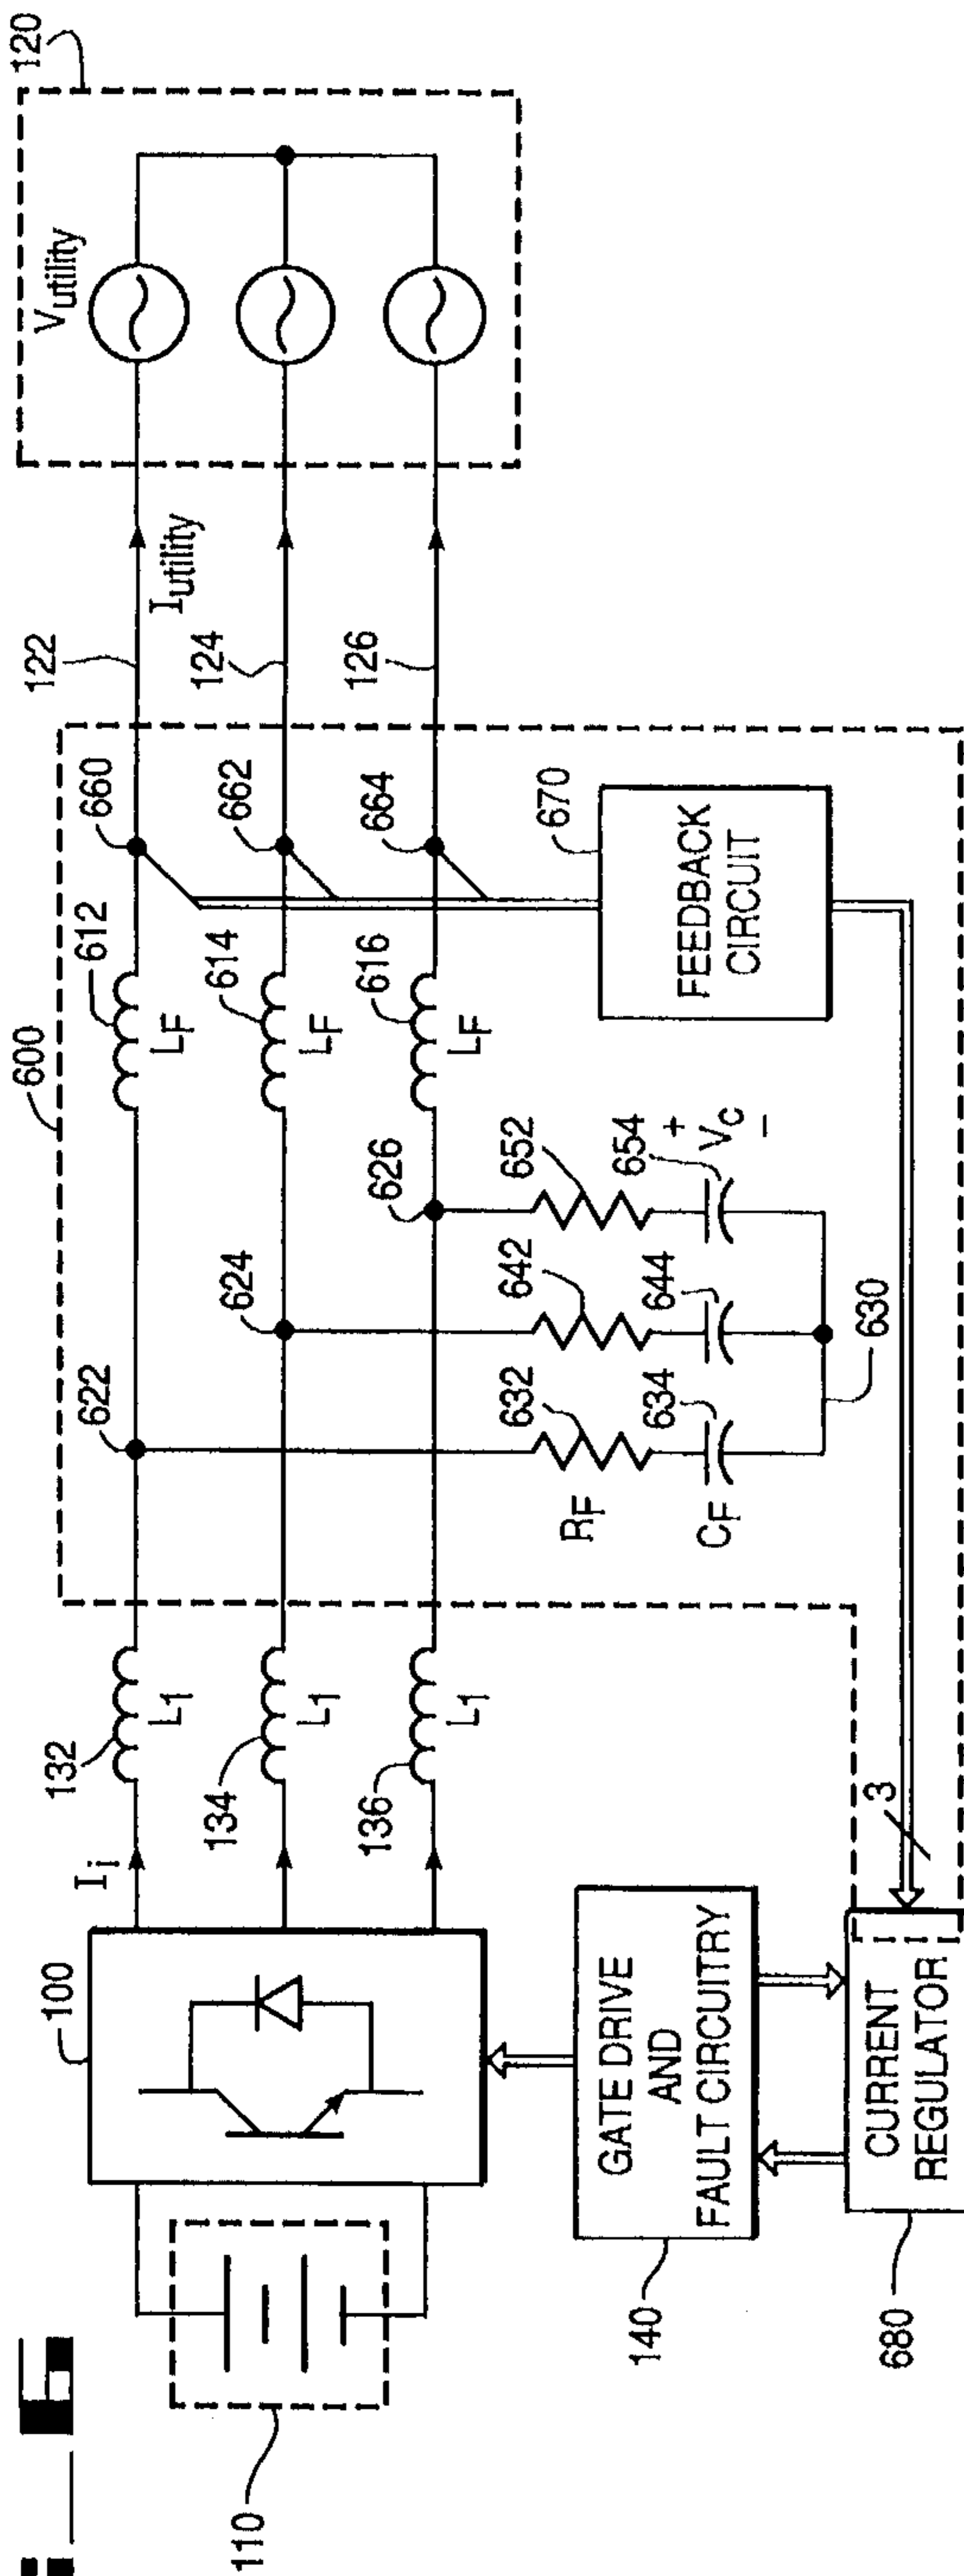 120
Vutility
600
122
Iutility
124
126
660
662
664
612
LF
614
LF
616
LF
670
FEEDBACK
CIRCUIT
622
624
626
632
642
652
RF
634
644
654
CF
+
VC
−
630
100
Ii
132
L1
134
L1
136
L1
110
140
GATE DRIVE
AND
FAULT CIRCUITRY
3
680
CURRENT
REGULATOR